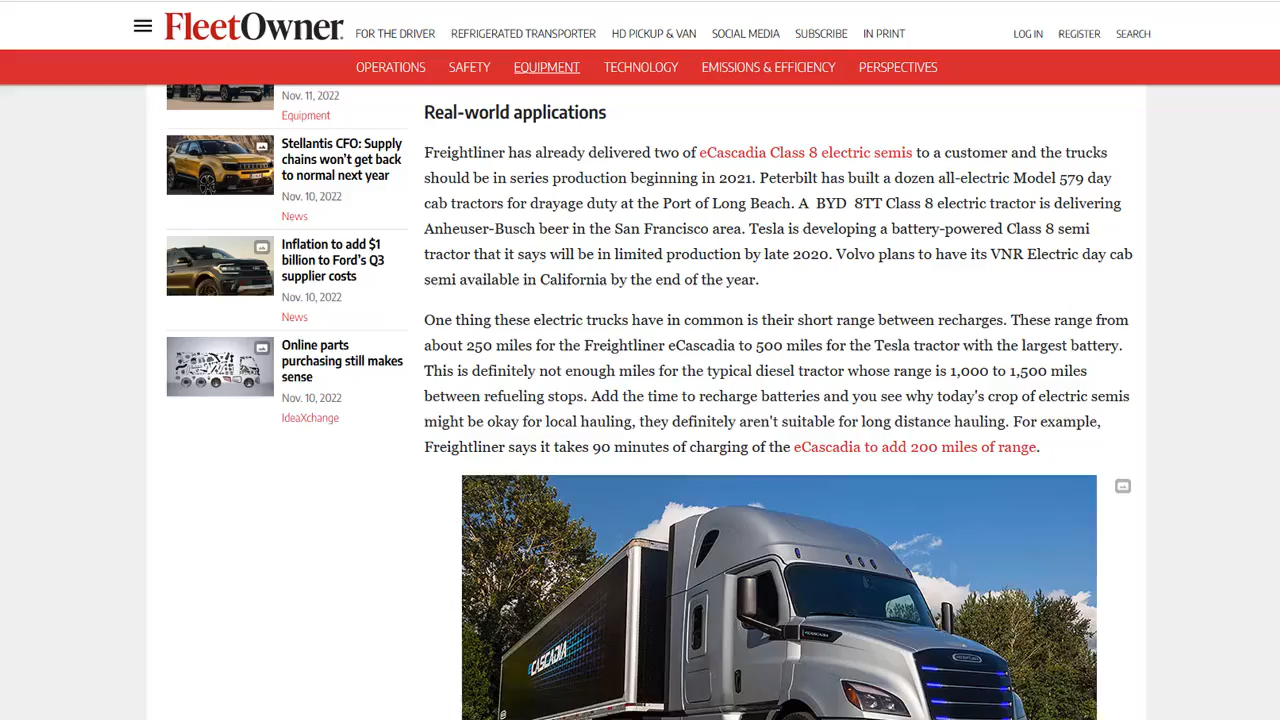 FleetOwner.
FOR THE DRIVER REFRIGERATED TRANSPORTER HD PICKUP & VAN SOCIAL MEDIA SUBSCRIBE IN PRINT LOG IN REGISTER SEARCH
OPERATIONS SAFETY EQUIPMENT TECHNOLOGY EMISSIONS & EFFICIENCY PERSPECTIVES
Nov. 11, 2022
Equipment
Stellantis CFO: Supply
chains won't get back
to normal next year
Nov. 10, 2022
News
Inflation to add $1
billion to Ford's Q3
supplier costs
Nov. 10, 2022
News
Online parts
purchasing still makes
sense
Nov. 10, 2022
IdeaXchange
Real-world applications
Freightliner has already delivered two of eCascadia Class 8 electric semis to a customer and the trucks
should be in series production beginning in 2021. Peterbilt has built a dozen all-electric Model 579 day
cab tractors for drayage duty at the Port of Long Beach. A BYD 8TT Class 8 electric tractor is delivering
Anheuser-Busch beer in the San Francisco area. Tesla is developing a battery-powered Class 8 semi
tractor that it says will be in limited production by late 2020. Volvo plans to have its VNR Electric day cab
semi available in California by the end of the year.
One thing these electric trucks have in common is their short range between recharges. These range from
about 250 miles for the Freightliner eCascadia to 500 miles for the Tesla tractor with the largest battery.
This is definitely not enough miles for the typical diesel tractor whose range is 1,000 to 1,500 miles
between refueling stops. Add the time to recharge batteries and you see why today's crop of electric semis
might be okay for local hauling, they definitely aren't suitable for long distance hauling. For example,
Freightliner says it takes 90 minutes of charging of the eCascadia to add 200 miles of range.
eCASCADIA